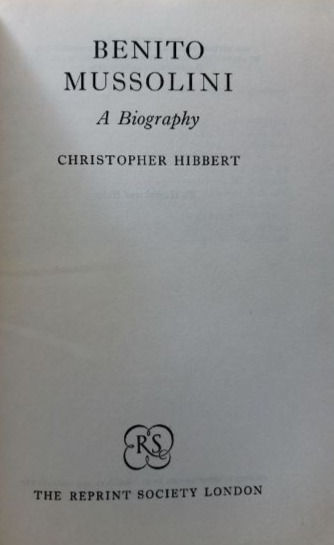 BENITO
MUSSOLINI
A Biography
CHRISTOPHER HIBBERT
RS
THE REPRINT SOCIETY LONDON